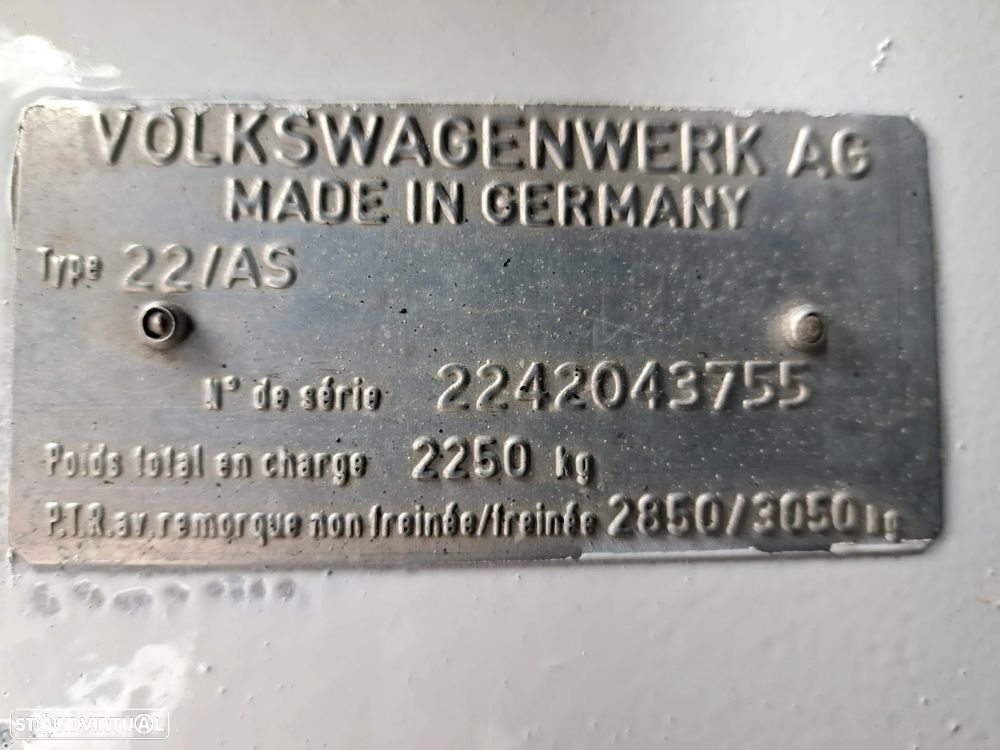 VOLKSWAGENWERK AG
MADE IN GERMANY
Type 22/AS
N° de série 2242043755
Poids total en charge 2250 kg
P.T.R.av.remorque non freinée/freinée 2850/3050 kg
STANDVIRTUAL